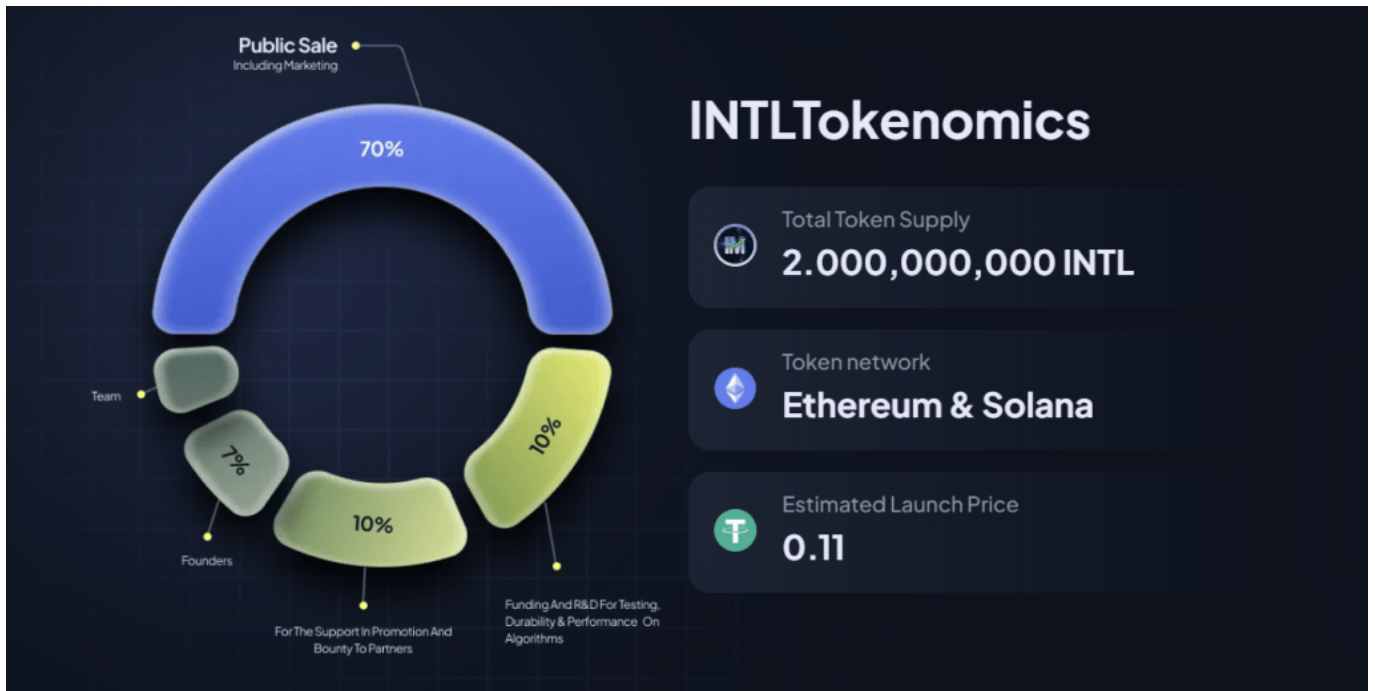 Public Sale
Including Marketing
70%
Team
7%
Founders
10%
For The Support In Promotion And
Bounty To Partners
10%
Funding And R&D For Testing,
Durability & Performance On
Algorithms
INTLTokenomics
Total Token Supply
2.000,000,000 INTL
Token network
Ethereum & Solana
Estimated Launch Price
0.11